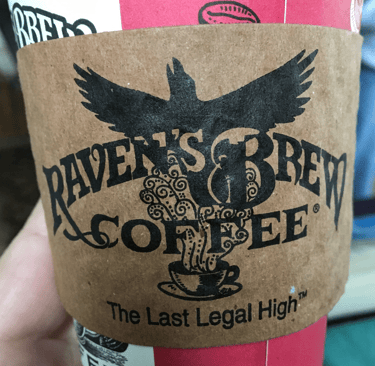 RAVEN'S BREW
COFFEE®
The Last Legal High™